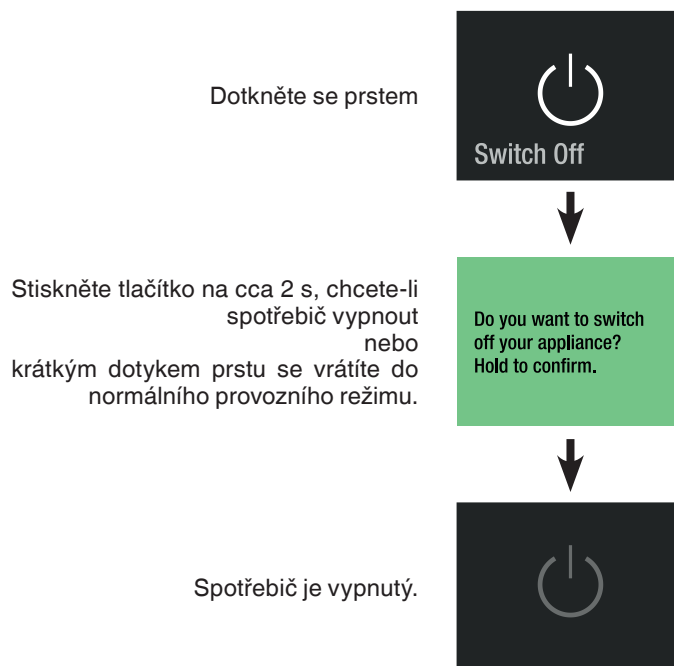 Dotkněte se prstem
Switch Off
Stiskněte tlačítko na cca 2 s, chcete-li
spotřebič vypnout
nebo
krátkým dotykem prstu se vrátíte do
normálního provozního režimu.
Do you want to switch
off your appliance?
Hold to confirm.
Spotřebič je vypnutý.